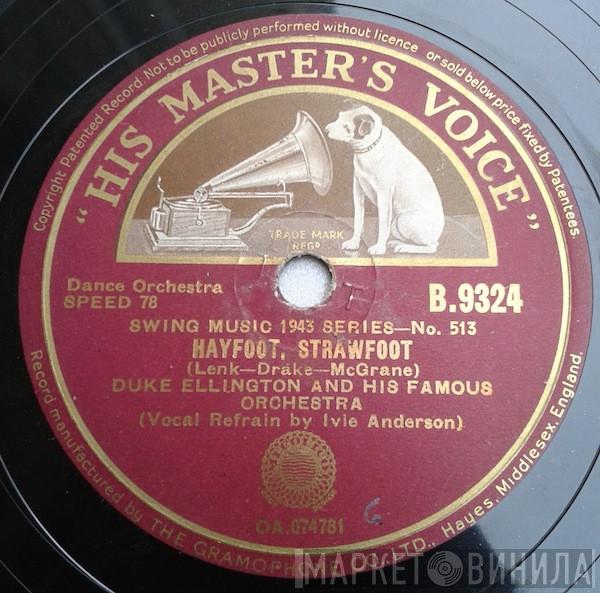 Copyright Patented Record. Not to be publicly performed without licence or sold below price fixed by Patentees.
"HIS MASTER'S VOICE"
TRADE MARK
REGD
Dance Orchestra
SPEED 78
B.9324
SWING MUSIC 1943 SERIES—No. 513
HAYFOOT, STRAWFOOT
(Lenk—Drake—McGrane)
DUKE ELLINGTON AND HIS FAMOUS
ORCHESTRA
(Vocal Refrain by Ivie Anderson)
OA.074781
Record manufactured by THE GRAMOPHONE CO., LTD., Hayes, Middlesex, England.
МАРКЕТ ВИНИЛА